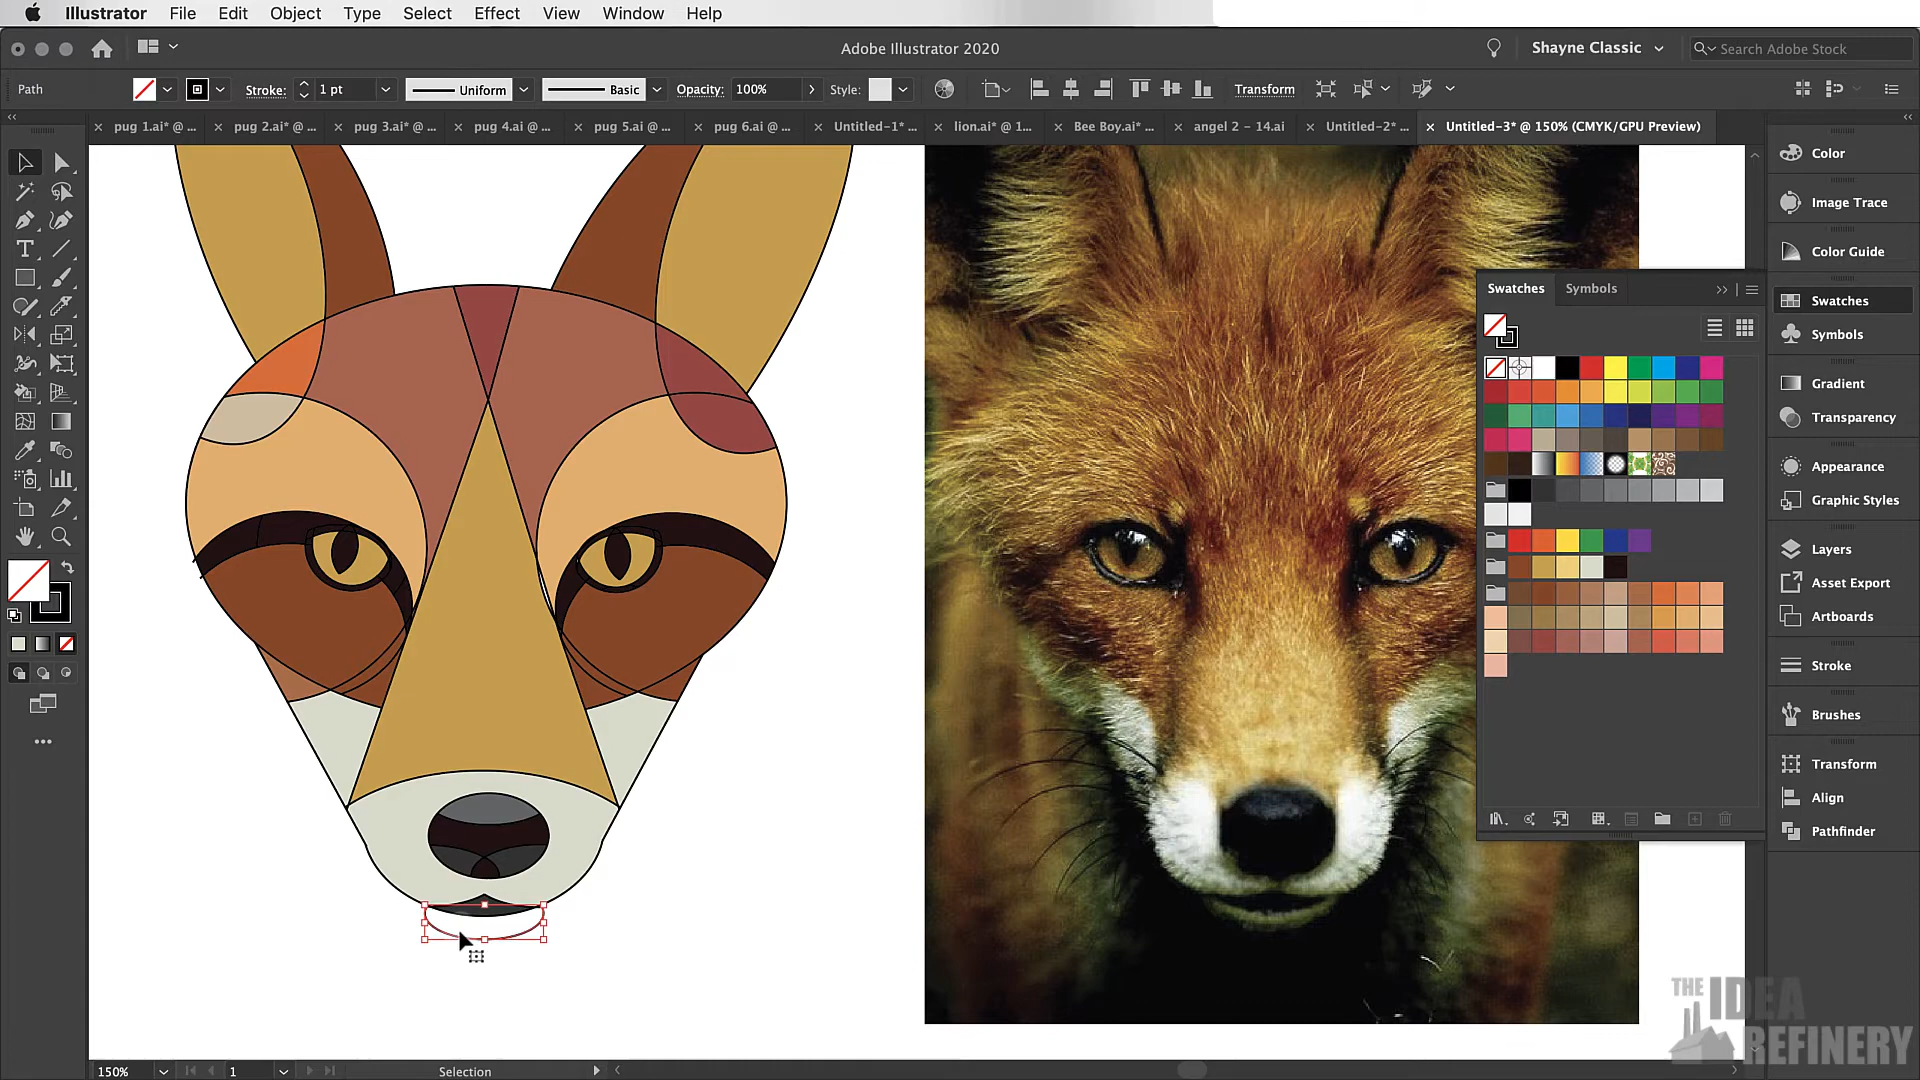 Illustrator File Edit Object Type Select Effect View Window Help
Adobe Illustrator 2020
Shayne Classic
Search Adobe Stock
Path
Stroke:
1 pt
Uniform
Basic
Opacity:
100%
Style:
Transform
pug 1.ai* @ ...
pug 2.ai* @ ...
pug 3.ai* @ ...
pug 4.ai @ ...
pug 5.ai @ ...
pug 6.ai @ ...
Untitled-1* ...
lion.ai* @ 1...
Bee Boy.ai* ...
angel 2 - 14.ai
Untitled-2* ...
Untitled-3* @ 150% (CMYK/GPU Preview)
Color
Image Trace
Color Guide
Swatches
Symbols
Gradient
Transparency
Appearance
Graphic Styles
Layers
Asset Export
Artboards
Stroke
Brushes
Transform
Align
Pathfinder
Swatches Symbols
THE IDEA
REFINERY
150%
1
Selection